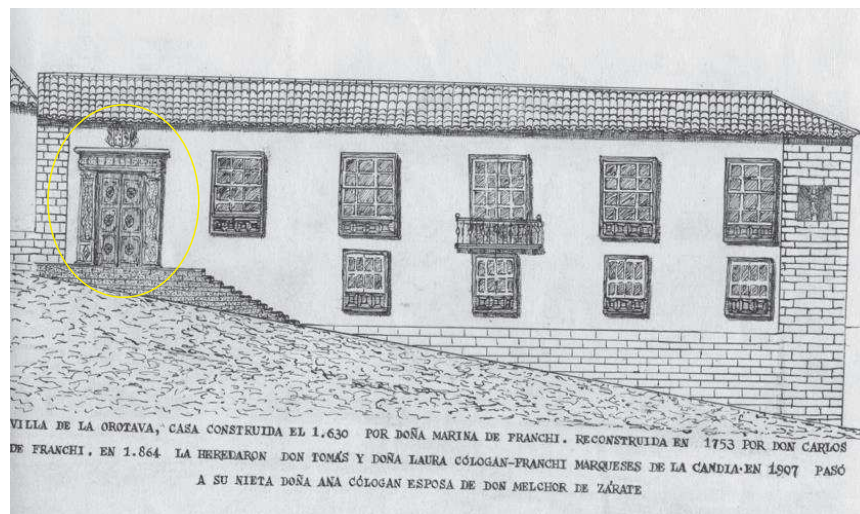 VILLA DE LA OROTAVA, CASA CONSTRUIDA EL 1.630 POR DOÑA MARINA DE FRANCHI. RECONSTRUIDA EN 1753 POR DON CARLOS
DE FRANCHI. EN 1.864 LA HEREDARON DON TOMÁS Y DOÑA LAURA CÓLOGAN-FRANCHI MARQUESES DE LA CANDIA. EN 1.907 PASÓ
A SU NIETA DOÑA ANA CÓLOGAN ESPOSA DE DON MELCHOR DE ZÁRATE